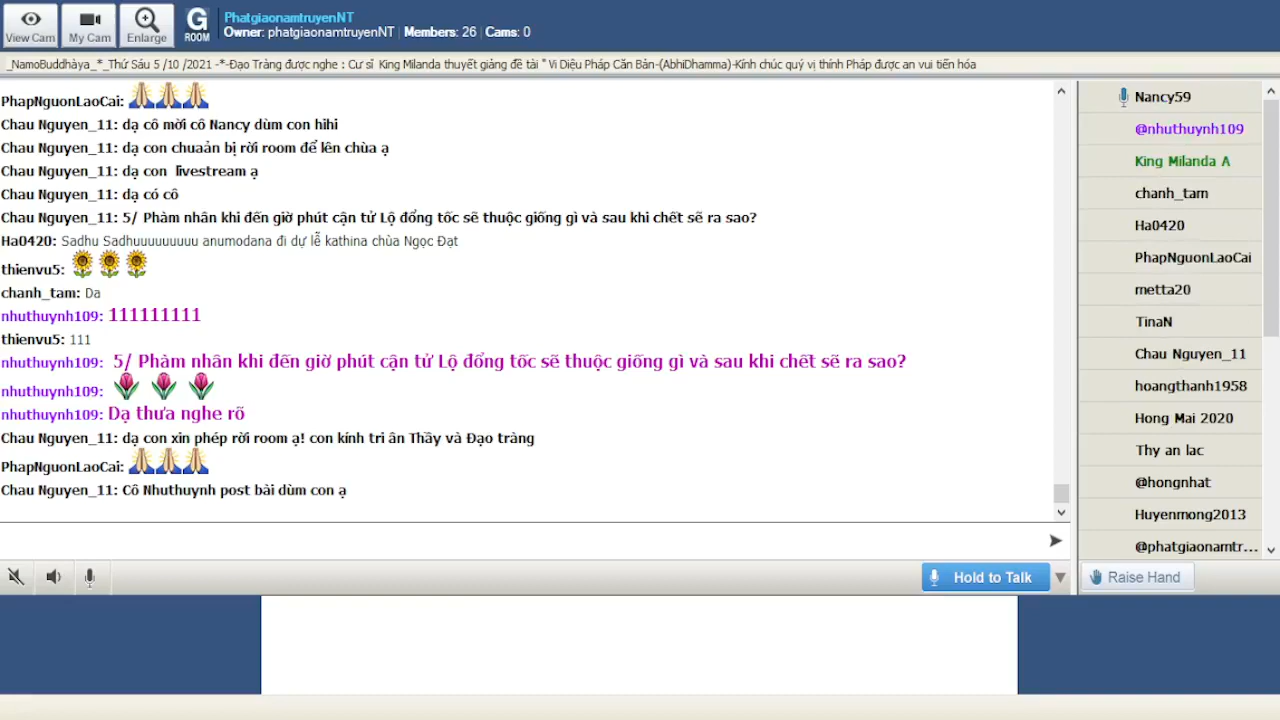 View Cam
My Cam
Enlarge
G
ROOM
PhatgiaonamtruyenNT
Owner: phatgiaonamtruyenNT | Members: 26 | Cams: 0
_NamoBuddhàya_*_Thứ Sáu 5 /10 /2021 -*-Đạo Tràng được nghe : Cư sĩ King Milanda thuyết giảng đề tài " Vi Diệu Pháp Căn Bản-(AbhiDhamma)-Kính chúc quý vị thính Pháp được an vui tiến hóa
PhapNguonLaoCai:
Chau Nguyen_11: dạ cô mời cô Nancy dùm con hihi
Chau Nguyen_11: dạ con chuaản bị rời room để lên chùa ạ
Chau Nguyen_11: dạ con livestream ạ
Chau Nguyen_11: dạ có cô
Chau Nguyen_11: 5/ Phàm nhân khi đến giờ phút cận tử Lộ đổng tốc sẽ thuộc giống gì và sau khi chết sẽ ra sao?
Ha0420: Sadhu Sadhuuuuuuuuu anumodana đi dự lễ kathina chùa Ngọc Đạt
thienvu5:
chanh_tam: Da
nhuthuynh109: 111111111
thienvu5: 111
nhuthuynh109: 5/ Phàm nhân khi đến giờ phút cận tử Lộ đổng tốc sẽ thuộc giống gì và sau khi chết sẽ ra sao?
nhuthuynh109:
nhuthuynh109: Dạ thưa nghe rõ
Chau Nguyen_11: dạ con xin phép rời room ạ! con kính tri ân Thầy và Đạo tràng
PhapNguonLaoCai:
Chau Nguyen_11: Cô Nhuthuynh post bài dùm con ạ
Nancy59
@nhuthuynh109
King Milanda A
chanh_tam
Ha0420
PhapNguonLaoCai
metta20
TinaN
Chau Nguyen_11
hoangthanh1958
Hong Mai 2020
Thy an lac
@hongnhat
Huyenmong2013
@phatgiaonamtr...
Hold to Talk
Raise Hand